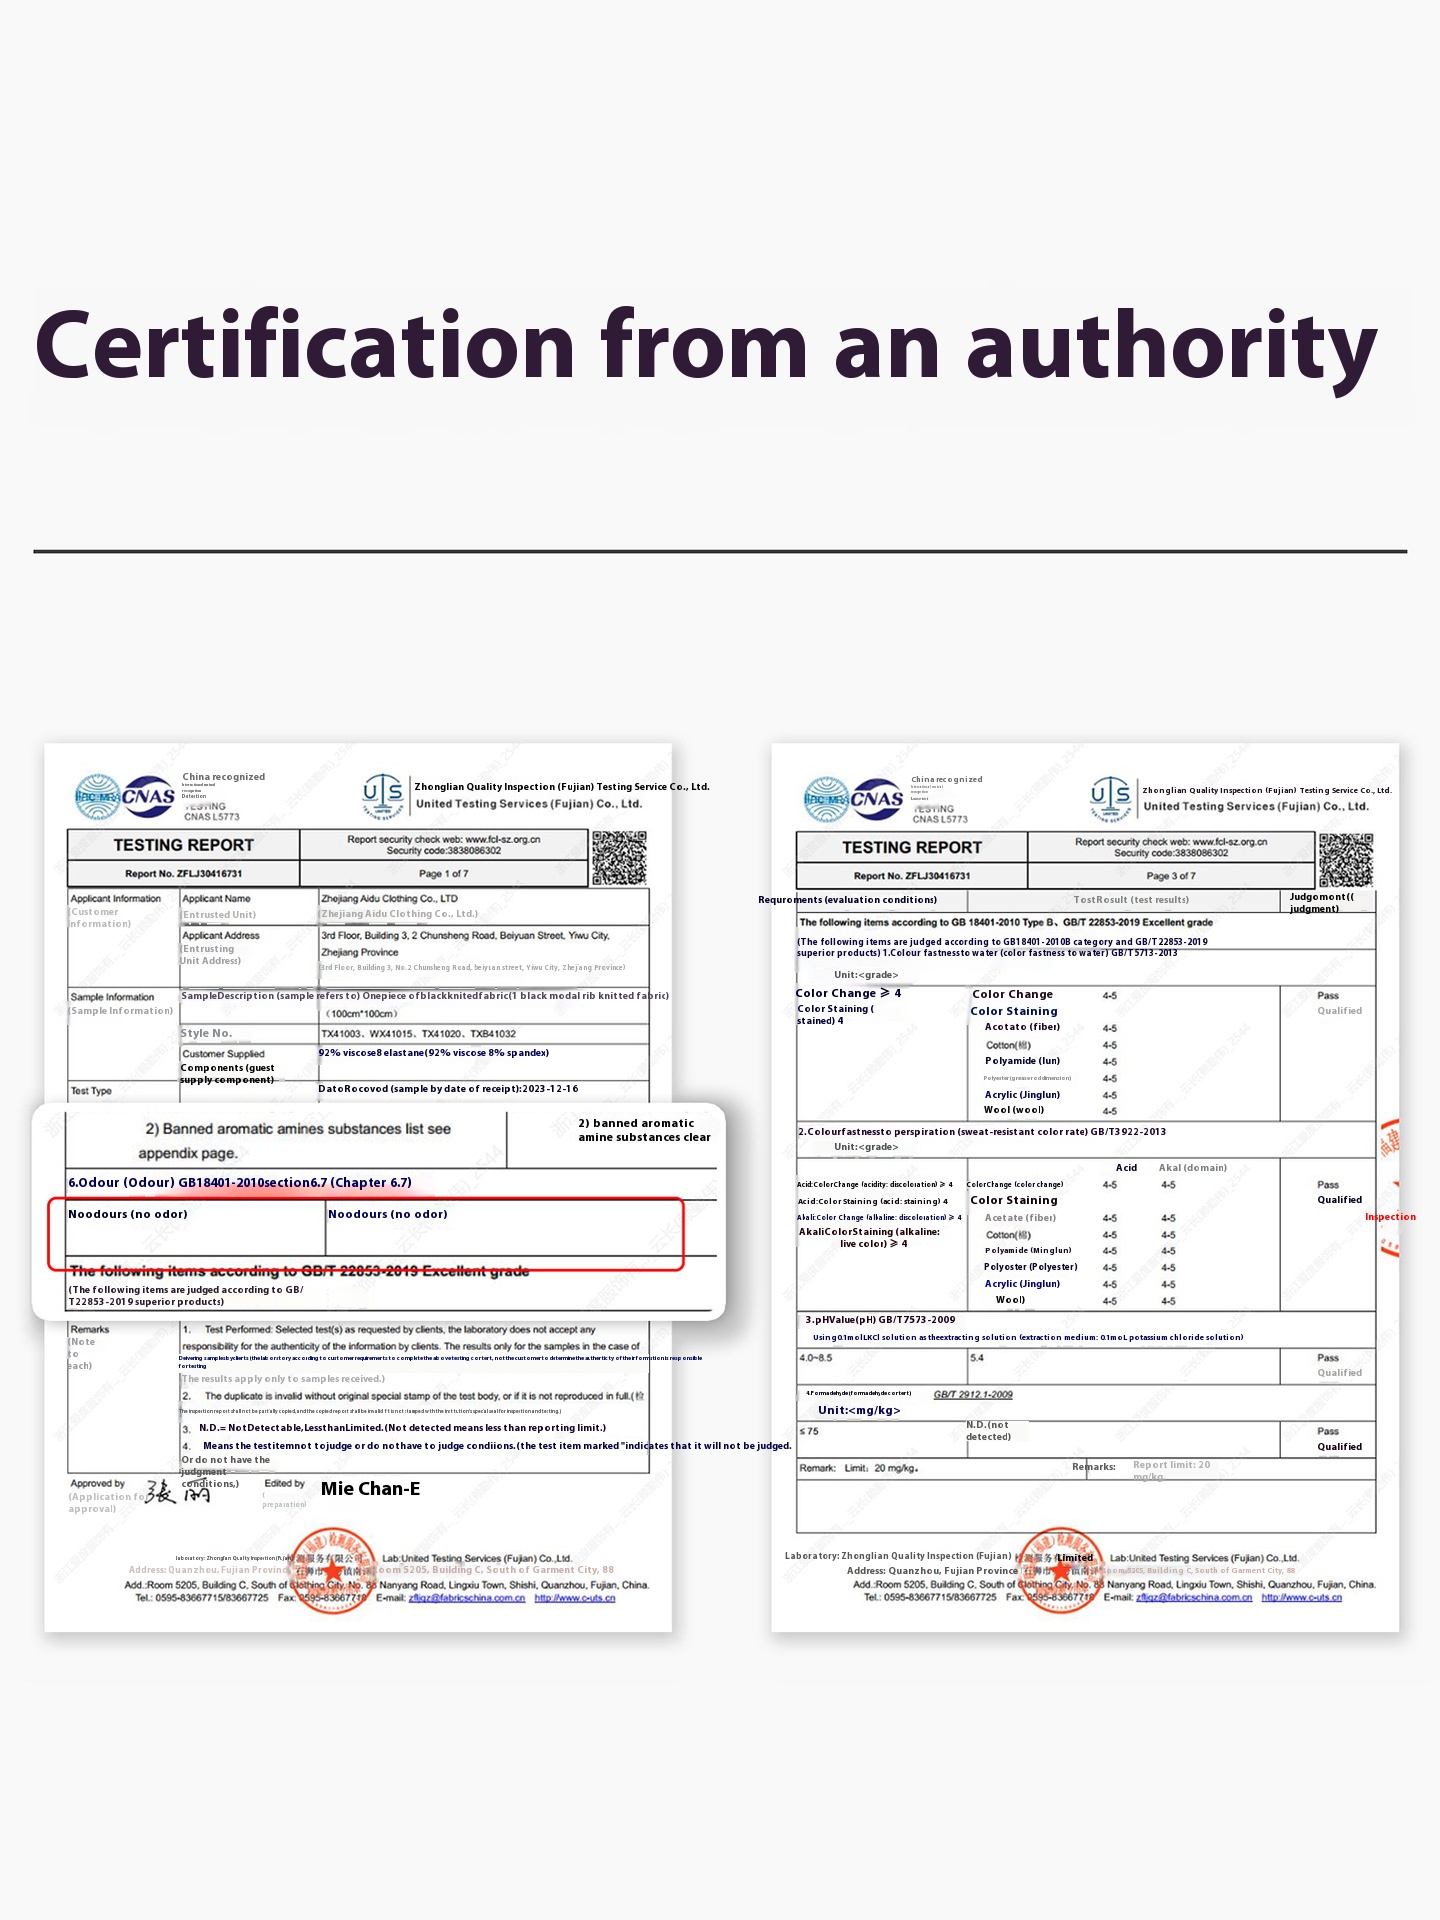 Certification from an authority
China recognized
TESTING
CNAS L5773
CNAS
Zhonglian Quality Inspection (Fujian) Testing Service Co., Ltd.
United Testing Services (Fujian) Co., Ltd.
TESTING REPORT
Report security check web: www.fcl-sz.org.cn
Security code:3838086302
Report No. ZFLJ30416731
Page 1 of 7
Applicant Information
(Customer
Information)
Applicant Name
(Entrusted Unit)
Zhejiang Aidu Clothing Co., LTD
(Zhejiang Aidu Clothing Co., Ltd.)
Applicant Address
(Entrusting
Unit Address)
3rd Floor, Building 3, 2 Chunsheng Road, Beiyuan Street, Yiwu City,
Zhejiang Province
(3rd Floor, Building 3, No.2 Chunsheng Road, beiyuan street, Yiwu City, Zhejiang Province)
Sample Information
(Sample Information)
SampleDescription (sample refers to) Onepiece ofblackknitedfabric(1 black modal rib knitted fabric)
(100cm*100cm)
Style No.
TX41003、WX41015、TX41020、TXB41032
Customer Supplied
Components (guest
supply component)
92% viscose8 elastane(92% viscose 8% spandex)
Test Type
DatoRocovod (sample by date of receipt):2023-12-16
2) Banned aromatic amines substances list see
appendix page.
2) banned aromatic
amine substances clear
6.Odour (Odour) GB18401-2010section6.7 (Chapter 6.7)
Noodours (no odor)
Noodours (no odor)
The following items according to GB/T 22853-2019 Excellent grade
(The following items are judged according to GB/
T22853-2019 superior products)
Remarks
(Note
to
each)
1. Test Performed: Selected test(s) as requested by clients, the laboratory does not accept any
responsibility for the authenticity of the information by clients. The results only for the samples in the case of
(The results apply only to samples received.)
2. The duplicate is invalid without original special stamp of the test body, or if it is not reproduced in full.(检
3. N.D.= NotDetectable,LessthanLimited.(Not detected means less than reporting limit.)
4. Means the testitemnot tojudge or do nothave to judge condiions.(the test item marked "indicates that it will not be judged.
Or do not have the
judgment
conditions,)
Approved by
(Application for
approval)
Edited by
(
preparation)
Mie Chan-E
Lab:United Testing Services (Fujian) Co.,Ltd.
Address: Quanzhou, Fujian Province
Room 5205, Building C, South of Garment City, 88
Add.:Room 5205, Building C, South of Clothing City, No. 88 Nanyang Road, Lingxiu Town, Shishi, Quanzhou, Fujian, China.
Tel.: 0595-83667715/83667725 Fax: 0595-83667718 E-mail: zfljqz@fabricschina.com.cn http://www.c-uts.cn
China recognized
TESTING
CNAS L5773
CNAS
Zhonglian Quality Inspection (Fujian) Testing Service Co., Ltd.
United Testing Services (Fujian) Co., Ltd.
TESTING REPORT
Report security check web: www.fcl-sz.org.cn
Security code:3838086302
Report No. ZFLJ30416731
Page 3 of 7
Requroments (evaluation conditions)
TostRosult (test results)
Judgomont((
judgment)
The following items according to GB 18401-2010 Type B、GB/T 22853-2019 Excellent grade
(The following items are judged according to GB18401-2010B category and GB/T22853-2019
superior products) 1.Colour fastnessto water (color fastness to water) GB/T5713-2013
Unit:<grade>
Color Change ⩾ 4
Color Staining (
stained) 4
Color Change 4-5
Pass
Color Staining
Qualified
Acotato (fiber) 4-5
Cotton(棉) 4-5
Polyamide (lun) 4-5
4-5
Acrylic (Jinglun) 4-5
Wool (wool) 4-5
2.Colourfastnessto perspiration (sweat-resistant color rate) GB/T3922-2013
Unit:<grade>
Acid Akal (domain)
Acid:ColorChange (acidity: discoloration) ⩾ 4
ColorChange (color change) 4-5 4-5
Pass
Acid:Color Staining (acid: staining) 4
Color Staining
Qualified
Akali:Color Change (alkaline: discoloration) ⩾ 4
Acetate (fiber) 4-5 4-5
Inspection
AkaliColorStaining (alkaline:
live color) ⩾ 4
Cotton(棉) 4-5 4-5
Polyamide (Minglun) 4-5 4-5
Polyoster (Polyester) 4-5 4-5
Acrylic (Jinglun) 4-5 4-5
Wool) 4-5 4-5
3.pHValue(pH) GB/T7573-2009
Using0.1molLKCl solution astheextracting solution (extraction medium: 0.1moL potassium chloride solution)
4.0~8.5
5.4
Pass
Qualified
GB/T 2912.1-2009
Unit:<mg/kg>
≤ 75
N.D.(not
detected)
Pass
Qualified
Remark: Limit: 20 mg/kg。
Remarks:
Report limit: 20
mg/kg
Laboratory: Zhonglian Quality Inspection (Fujian)
Limited
Lab:United Testing Services (Fujian) Co.,Ltd.
Address: Quanzhou, Fujian Province
Add.:Room 5205, Building C, South of Clothing City, No. 88 Nanyang Road, Lingxiu Town, Shishi, Quanzhou, Fujian, China.
Tel.: 0595-83667715/83667725 Fax: 0595-83667718 E-mail: zfljqz@fabricschina.com.cn http://www.c-uts.cn